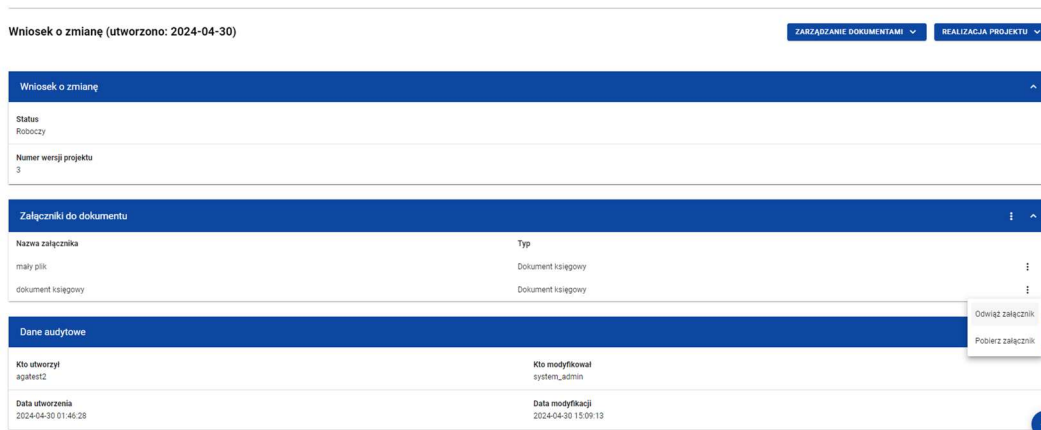 Wniosek o zmianę (utworzono: 2024-04-30)
ZARZĄDZANIE DOKUMENTAMI
REALIZACJA PROJEKTU
Wniosek o zmianę
Status
Roboczy
Numer wersji projektu
3
Załączniki do dokumentu
Nazwa załącznika Typ
mały plik Dokument księgowy
dokument księgowy Dokument księgowy
Odwiąż załącznik
Pobierz załącznik
Dane audytowe
Kto utworzył Kto modyfikował
agatest2 system_admin
Data utworzenia Data modyfikacji
2024-04-30 01:46:28 2024-04-30 15:09:13